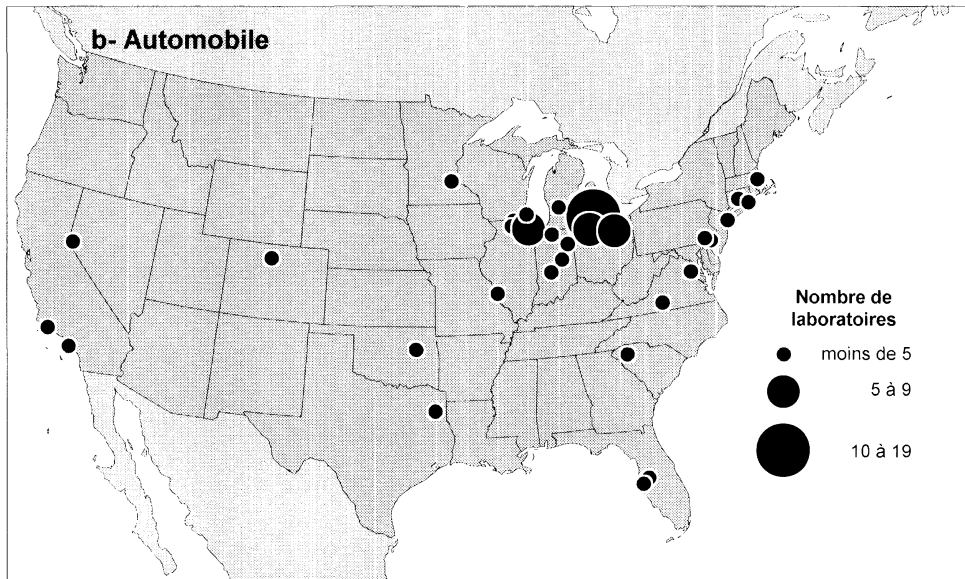 b- Automobile
Nombre de
laboratoires
moins de 5
5 à 9
10 à 19